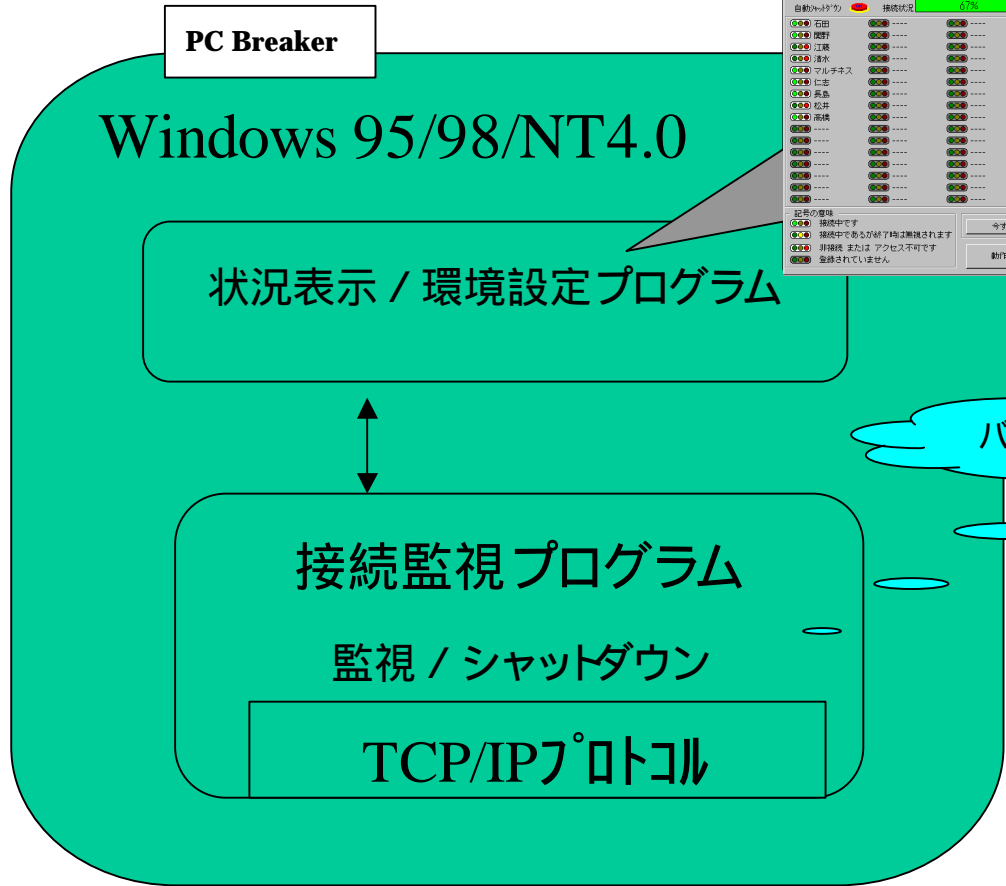 PC Breaker
Windows 95/98/NT4.0
状況表示 / 環境設定プログラム
接続監視プログラム
監視 / シャットダウン
TCP/IPプロトコル
自動シャットダウン 接続状況 67%
石田 ---- ----
関野 ---- ----
江藤 ---- ----
清水 ---- ----
マルチネス ---- ----
仁志 ---- ----
長島 ---- ----
松井 ---- ----
高橋 ---- ----
---- ---- ----
---- ---- ----
---- ---- ----
---- ---- ----
---- ---- ----
---- ---- ----
---- ---- ----
記号の意味
接続中です
接続中であるが終了時は無視されます
非接続 または アクセス不可です
登録されていません
今す
動作
バ